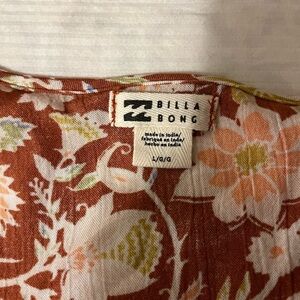 BILLA
BONG
made in India/
fabriqué en Inde/
hecho en India
L/G/G